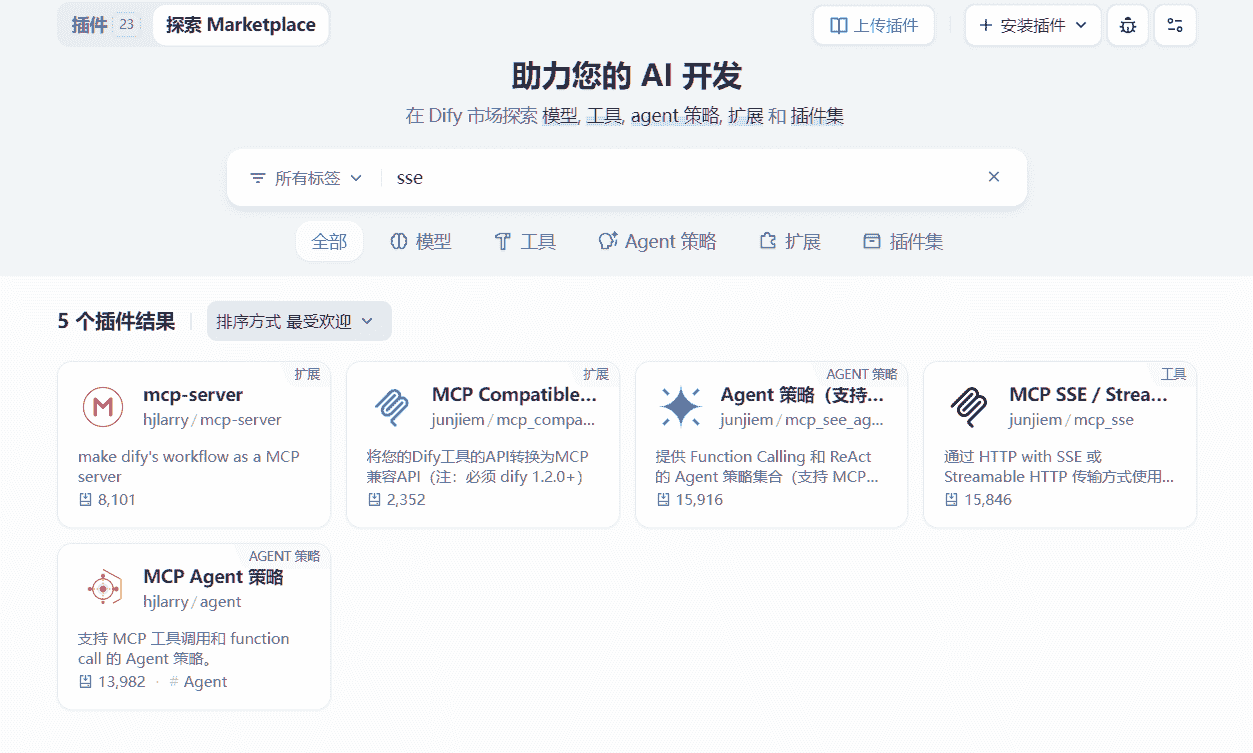 插件 23 探索 Marketplace 上传插件 安装插件
助力您的 AI 开发
在 Dify 市场探索 模型, 工具, agent 策略, 扩展 和 插件集
所有标签 sse
全部 模型 工具 Agent 策略 扩展 插件集
5 个插件结果 排序方式 最受欢迎
扩展
mcp-server
hjlarry / mcp-server
make dify's workflow as a MCP
server
8,101
扩展
MCP Compatible...
junjiem / mcp_compa...
将您的Dify工具的API转换为MCP
兼容API（注：必须 dify 1.2.0+）
2,352
AGENT 策略
Agent 策略（支持...
junjiem / mcp_see_ag...
提供 Function Calling 和 ReAct
的 Agent 策略集合（支持 MCP...
15,916
工具
MCP SSE / Strea...
junjiem / mcp_sse
通过 HTTP with SSE 或
Streamable HTTP 传输方式使用...
15,846
AGENT 策略
MCP Agent 策略
hjlarry / agent
支持 MCP 工具调用和 function
call 的 Agent 策略。
13,982 · # Agent